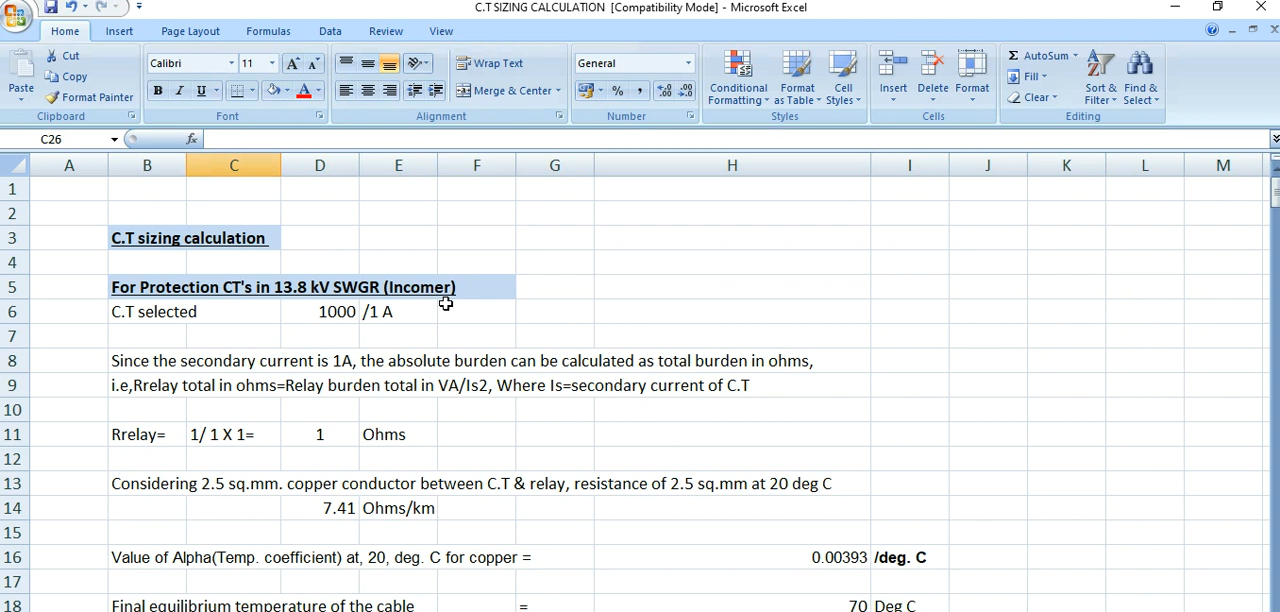 C.T SIZING CALCULATION [Compatibility Mode] - Microsoft Excel
Home Insert Page Layout Formulas Data Review View
Paste Cut Copy Format Painter Clipboard
Calibri 11 A A B I U A Font
Wrap Text Merge & Center Alignment
General % , .0 .00 .00 .0 Number
Conditional Formatting Format as Table Cell Styles Styles
Insert Delete Format Cells
Σ AutoSum Fill Clear Sort & Filter Find & Select Editing
C26 fx
A B C D E F G H I J K L M
1
2
3 C.T sizing calculation
4
5 For Protection CT's in 13.8 kV SWGR (Incomer)
6 C.T selected 1000 /1 A
7
8 Since the secondary current is 1A, the absolute burden can be calculated as total burden in ohms,
9 i.e,Rrelay total in ohms=Relay burden total in VA/Is2, Where Is=secondary current of C.T
10
11 Rrelay= 1/ 1 X 1= 1 Ohms
12
13 Considering 2.5 sq.mm. copper conductor between C.T & relay, resistance of 2.5 sq.mm at 20 deg C
14 7.41 Ohms/km
15
16 Value of Alpha(Temp. coefficient) at, 20, deg. C for copper = 0.00393 /deg. C
17
18 Final equilibrium temperature of the cable = 70 Deg C